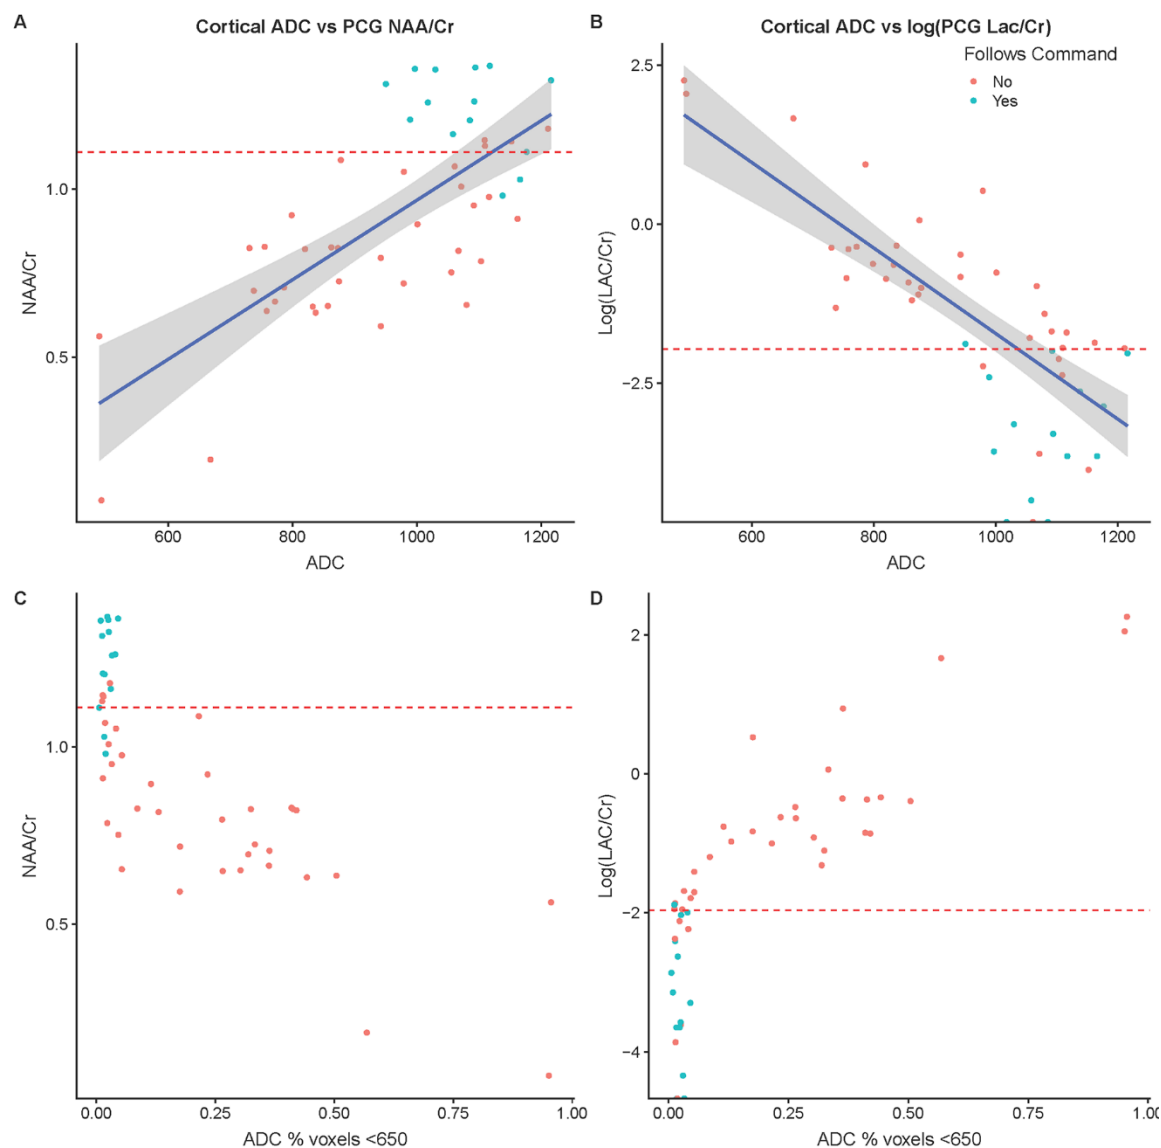 A
Cortical ADC vs PCG NAA/Cr
1.0
0.5
NAA/Cr
600
800
1000
1200
ADC
B
Cortical ADC vs log(PCG Lac/Cr)
Follows Command
No
Yes
2.5
0.0
−2.5
Log(LAC/Cr)
600
800
1000
1200
ADC
C
1.0
0.5
NAA/Cr
0.00
0.25
0.50
0.75
1.00
ADC % voxels <650
D
2
0
−2
−4
Log(LAC/Cr)
0.00
0.25
0.50
0.75
1.00
ADC % voxels <650